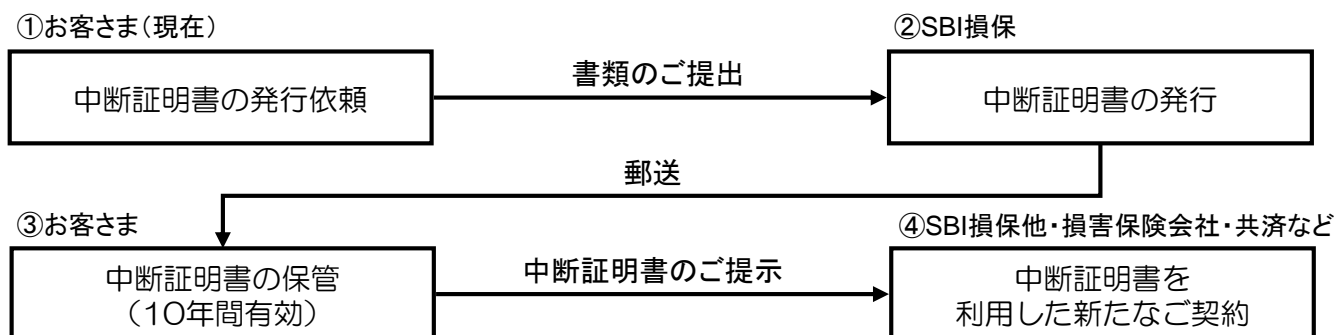 ①お客さま（現在）
②SBI損保
中断証明書の発行依頼
書類のご提出
中断証明書の発行
郵送
③お客さま
④SBI損保他・損害保険会社・共済など
中断証明書の保管
（10年間有効）
中断証明書のご提示
中断証明書を
利用した新たなご契約